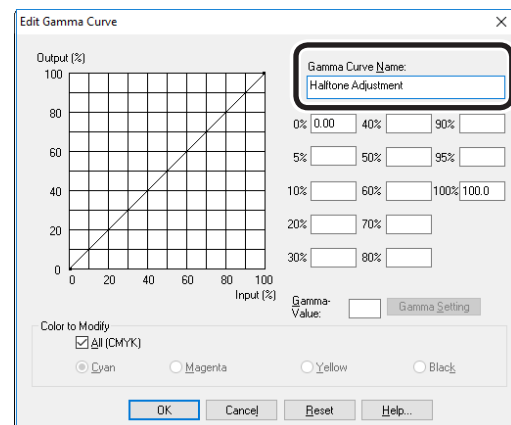 Edit Gamma Curve
Output (%)
100
80
60
40
20
0
0 20 40 60 80 100
Input (%)
Gamma Curve Name:
Halftone Adjustment
0% 0.00 40% 90%
5% 50% 95%
10% 60% 100% 100.0
20% 70%
30% 80%
Gamma-
Value:
Gamma Setting
Color to Modify
All (CMYK)
Cyan Magenta Yellow Black
OK Cancel Reset Help...